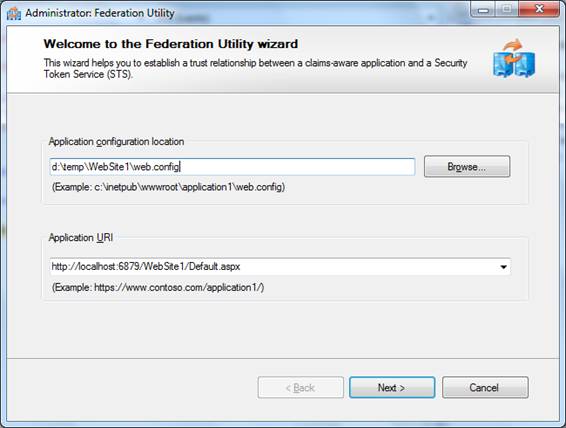 Administrator: Federation Utility
Welcome to the Federation Utility wizard
This wizard helps you to establish a trust relationship between a claims-aware application and a Security
Token Service (STS).
Application configuration location
d:\temp\WebSite1\web.config
Browse...
(Example: c:\inetpub\wwwroot\application1\web.config)
Application URI
http://localhost:6879/WebSite1/Default.aspx
(Example: https://www.contoso.com/application1/)
< Back
Next >
Cancel